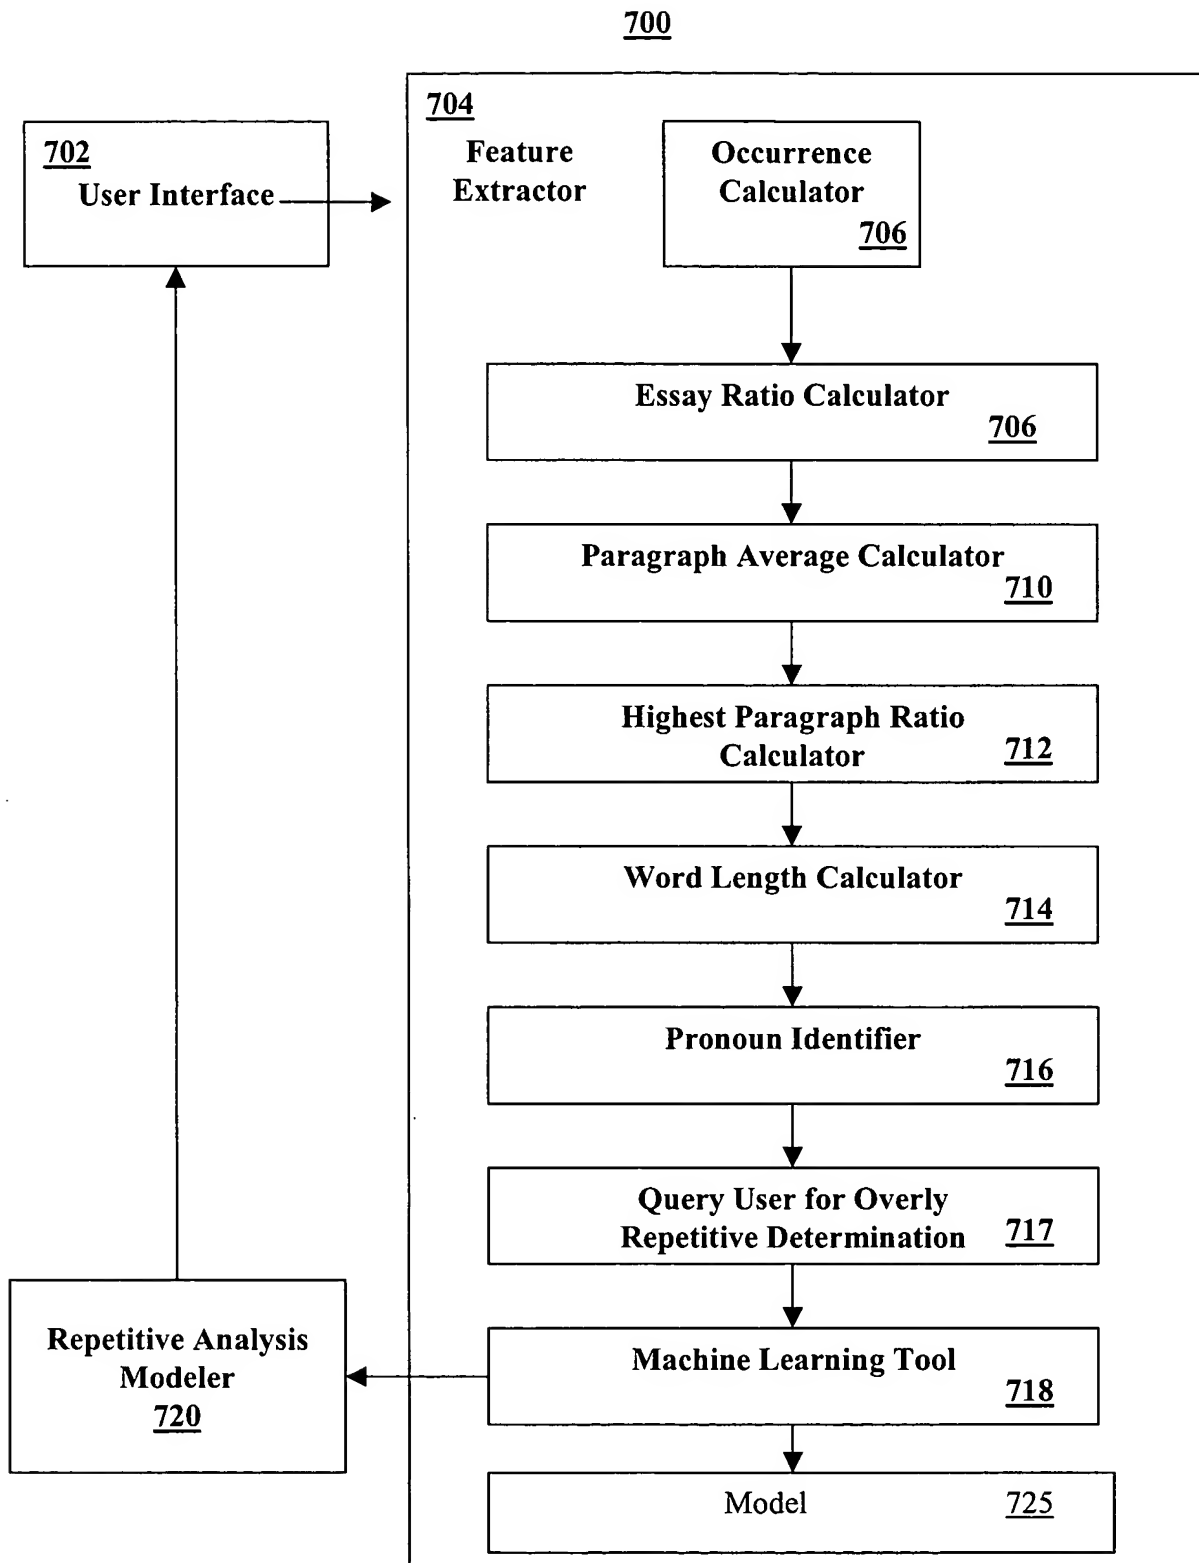 700
702
User Interface
704
Feature
Extractor
Occurrence
Calculator
706
Essay Ratio Calculator
706
Paragraph Average Calculator
710
Highest Paragraph Ratio
Calculator
712
Word Length Calculator
714
Pronoun Identifier
716
Query User for Overly
Repetitive Determination
717
Machine Learning Tool
718
Repetitive Analysis
Modeler
720
Model
725